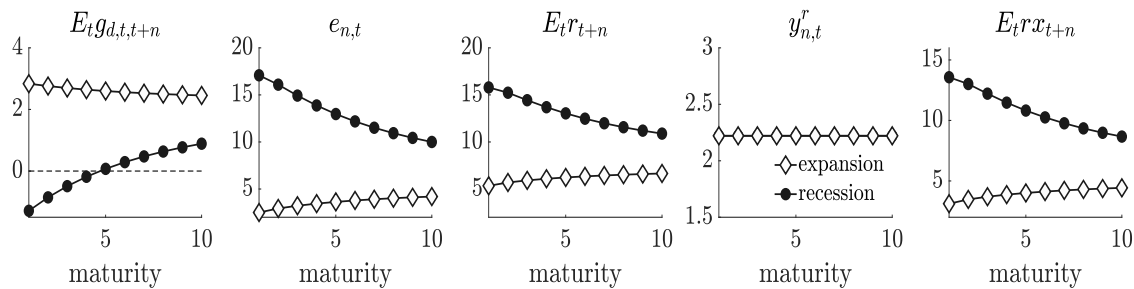 E_t g_{d,t,t+n}
4
2
0
5 10
maturity
e_{n,t}
20
15
10
5
5 10
maturity
E_t r_{t+n}
20
15
10
5
5 10
maturity
y^r_{n,t}
3
2.5
2
1.5
expansion
recession
5 10
maturity
E_t rx_{t+n}
15
10
5
5 10
maturity